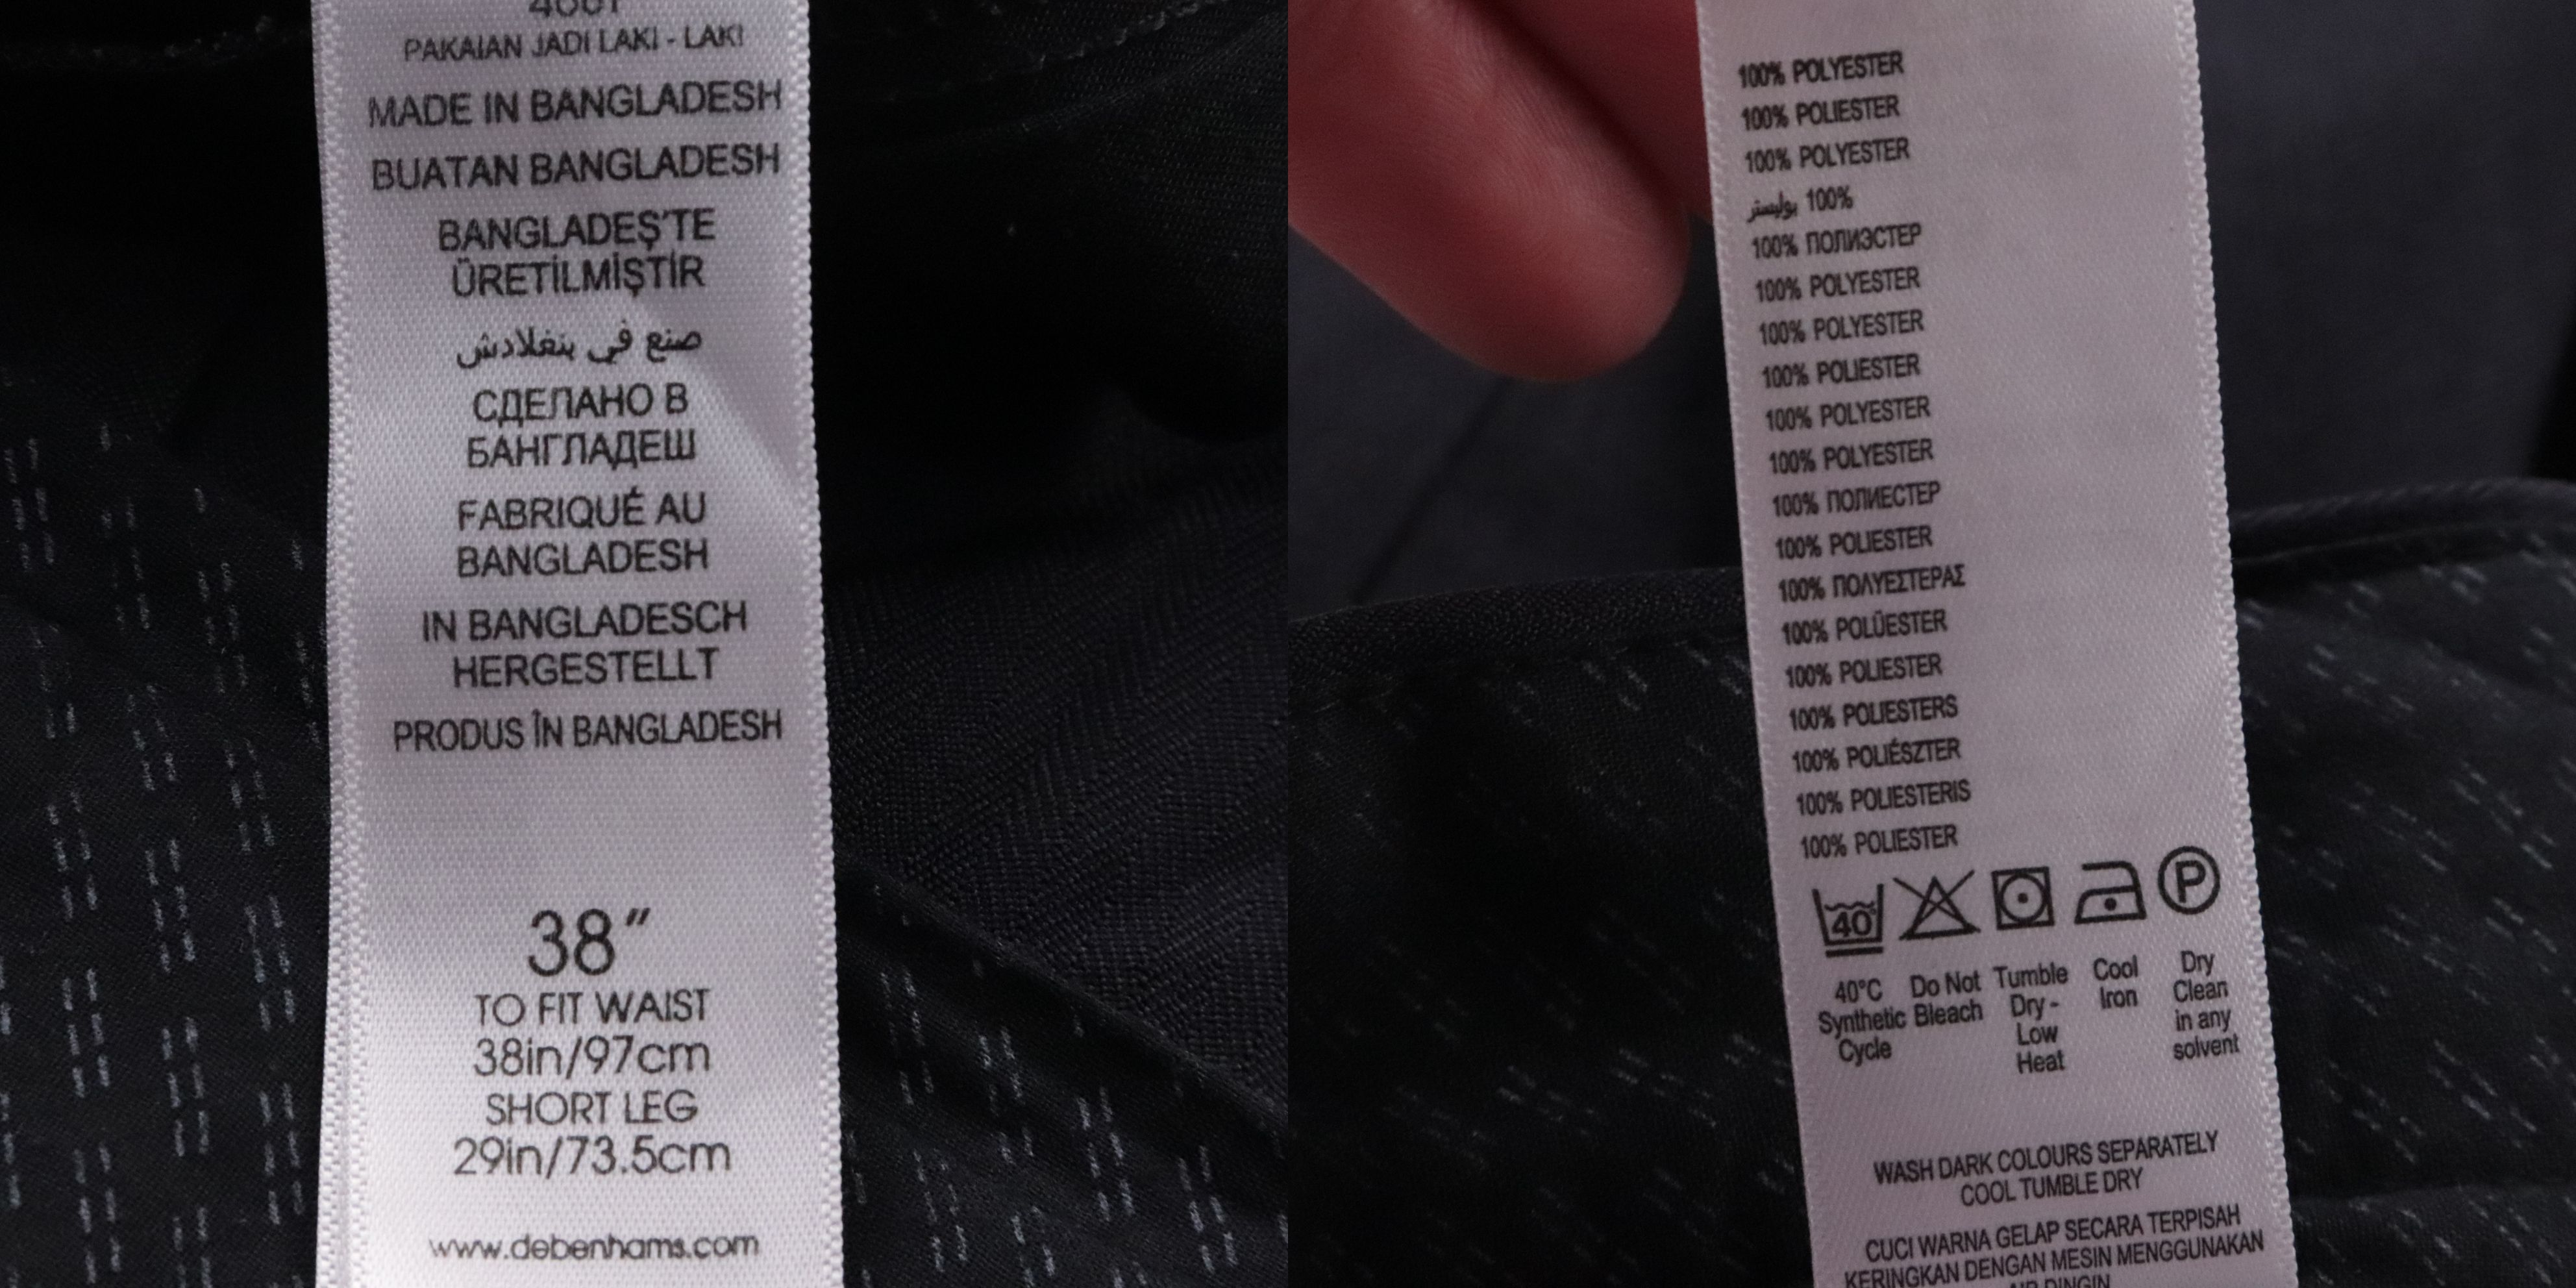 PAKAIAN JADI LAKI - LAKI
MADE IN BANGLADESH
BUATAN BANGLADESH
BANGLADEŞ'TE
ÜRETİLMİŞTİR
صنع في بنغلادش
СДЕЛАНО В
БАНГЛАДЕШ
FABRIQUÉ AU
BANGLADESH
IN BANGLADESCH
HERGESTELLT
PRODUS ÎN BANGLADESH
38"
TO FIT WAIST
38in/97cm
SHORT LEG
29in/73.5cm
www.debenhams.com
100% POLYESTER
100% POLIESTER
100% POLYESTER
100% بوليستر
100% ПОЛИЭСТЕР
100% POLYESTER
100% POLYESTER
100% POLIESTER
100% POLYESTER
100% POLYESTER
100% ПОЛИЕСТЕР
100% POLIESTER
100% ΠΟΛΥΕΣΤΕΡΑΣ
100% POLÜESTER
100% POLIESTER
100% POLIESTERS
100% POLIÉSZTER
100% POLIESTERIS
100% POLIESTER
40° P
40°C Synthetic Cycle
Do Not Bleach
Tumble Dry - Low Heat
Cool Iron
Dry Clean in any solvent
WASH DARK COLOURS SEPARATELY
COOL TUMBLE DRY
CUCI WARNA GELAP SECARA TERPISAH
KERINGKAN DENGAN MESIN MENGGUNAKAN
AIR DINGIN